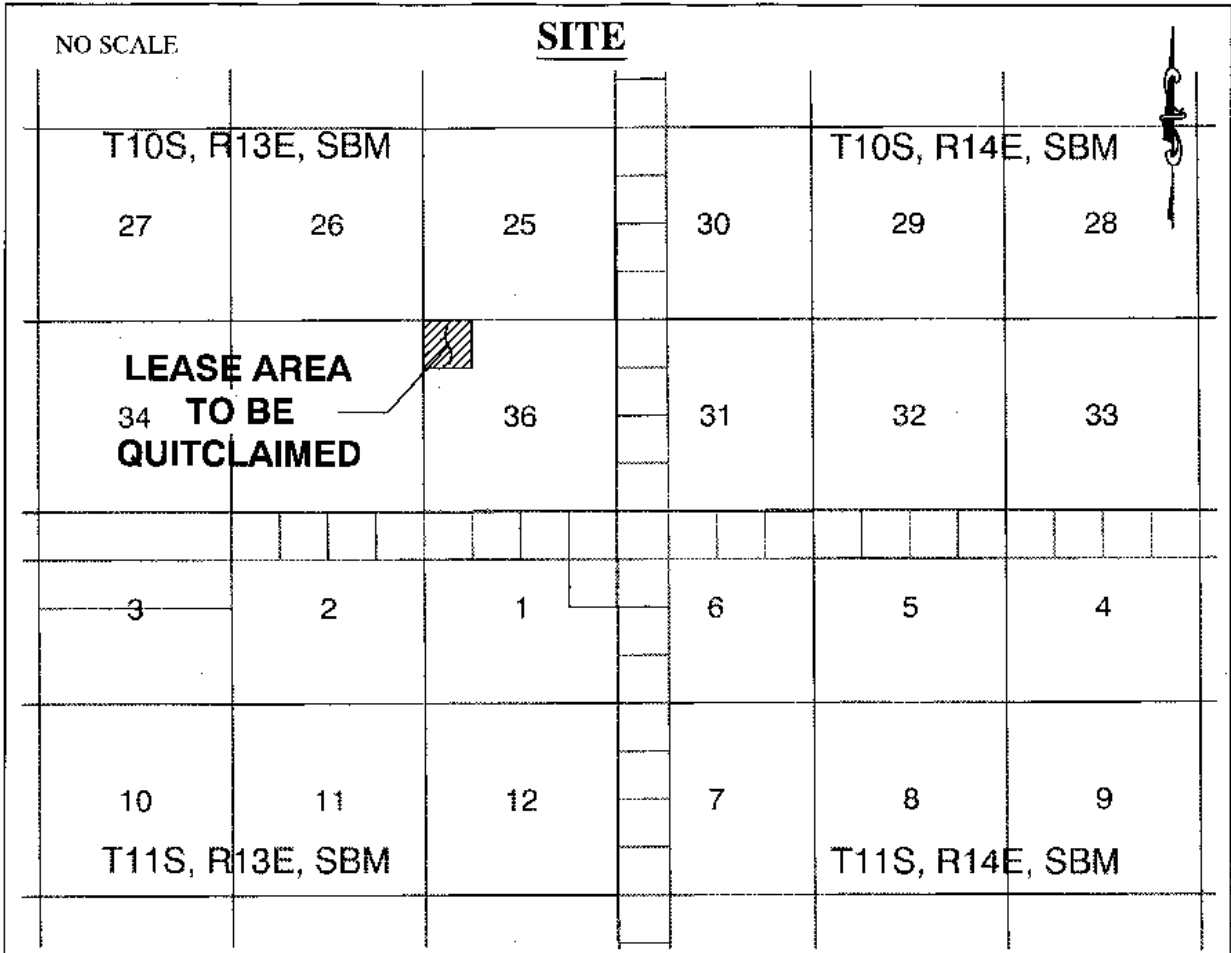 NO SCALE
SITE
T10S, R13E, SBM
T10S, R14E, SBM
27
26
25
30
29
28
LEASE AREA
34 TO BE
QUITCLAIMED
36
31
32
33
3
2
1
6
5
4
10
11
12
7
8
9
T11S, R13E, SBM
T11S, R14E, SBM